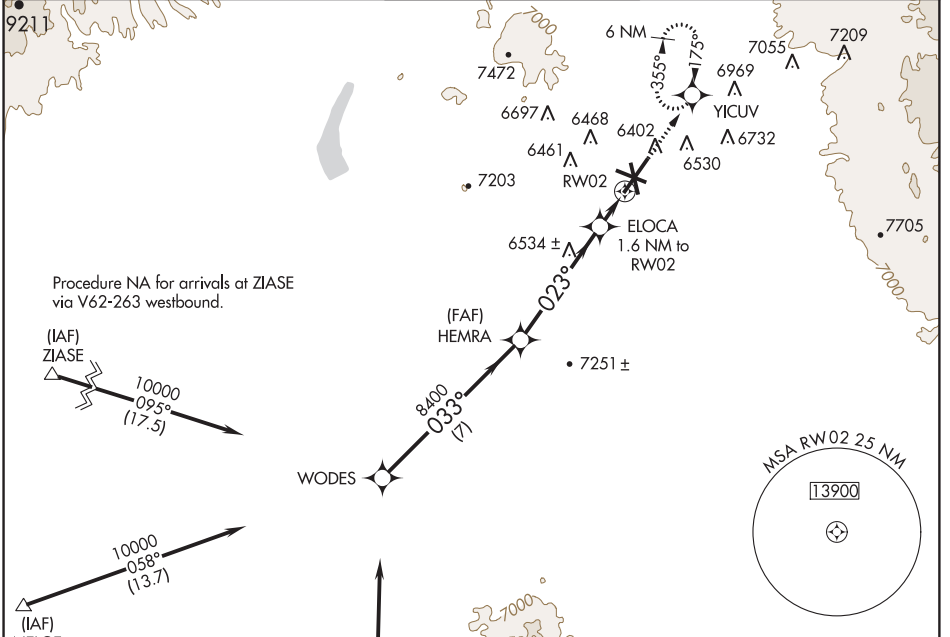 9211
7000
7472
6 NM
355°
175°
7055
7209
6969
YICUV
6697
6468
6402
6732
6461
6530
RW02
7203
ELOCA
1.6 NM to
RW02
7705
6534 ±
7000
023°
Procedure NA for arrivals at ZIASE
via V62-263 westbound.
(FAF)
HEMRA
(IAF)
ZIASE
7251 ±
10000
095°
(17.5)
8400
033°
(7)
WODES
MSA RW02 25 NM
13900
10000
058°
(13.7)
7000
(IAF)